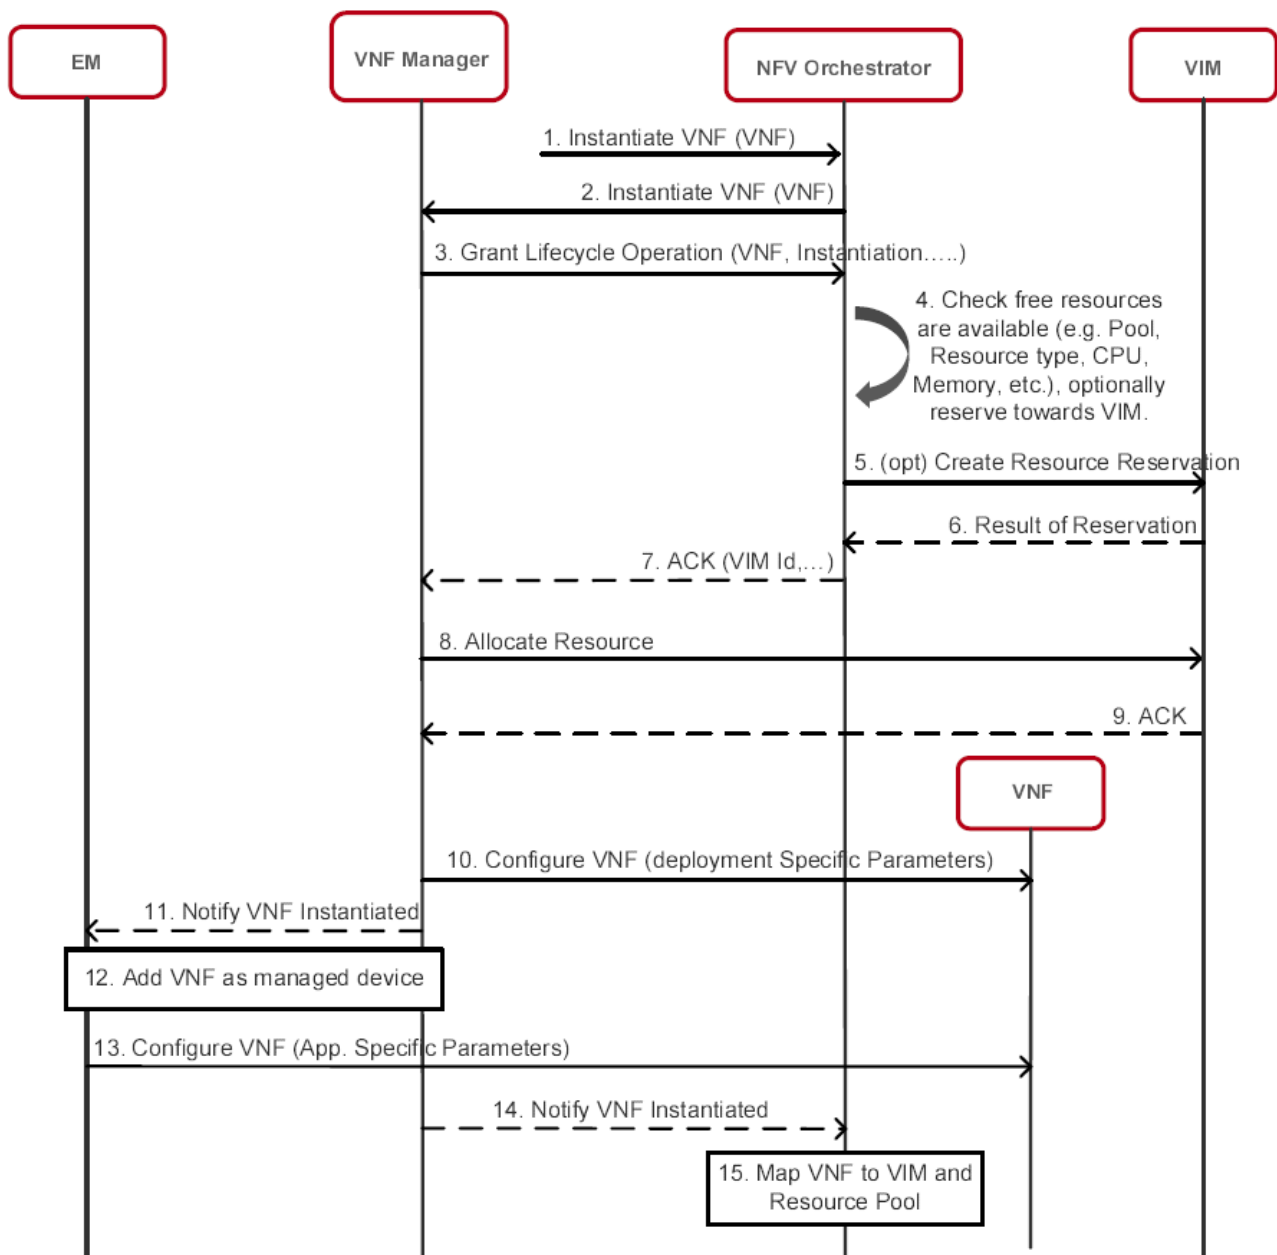 EM
VNF Manager
NFV Orchestrator
VIM
1. Instantiate VNF (VNF)
2. Instantiate VNF (VNF)
3. Grant Lifecycle Operation (VNF, Instantiation.....)
4. Check free resources
are available (e.g. Pool,
Resource type, CPU,
Memory, etc.), optionally
reserve towards VIM.
5. (opt) Create Resource Reservation
6. Result of Reservation
7. ACK (VIM Id,...)
8. Allocate Resource
9. ACK
VNF
10. Configure VNF (deployment Specific Parameters)
11. Notify VNF Instantiated
12. Add VNF as managed device
13. Configure VNF (App. Specific Parameters)
14. Notify VNF Instantiated
15. Map VNF to VIM and
Resource Pool